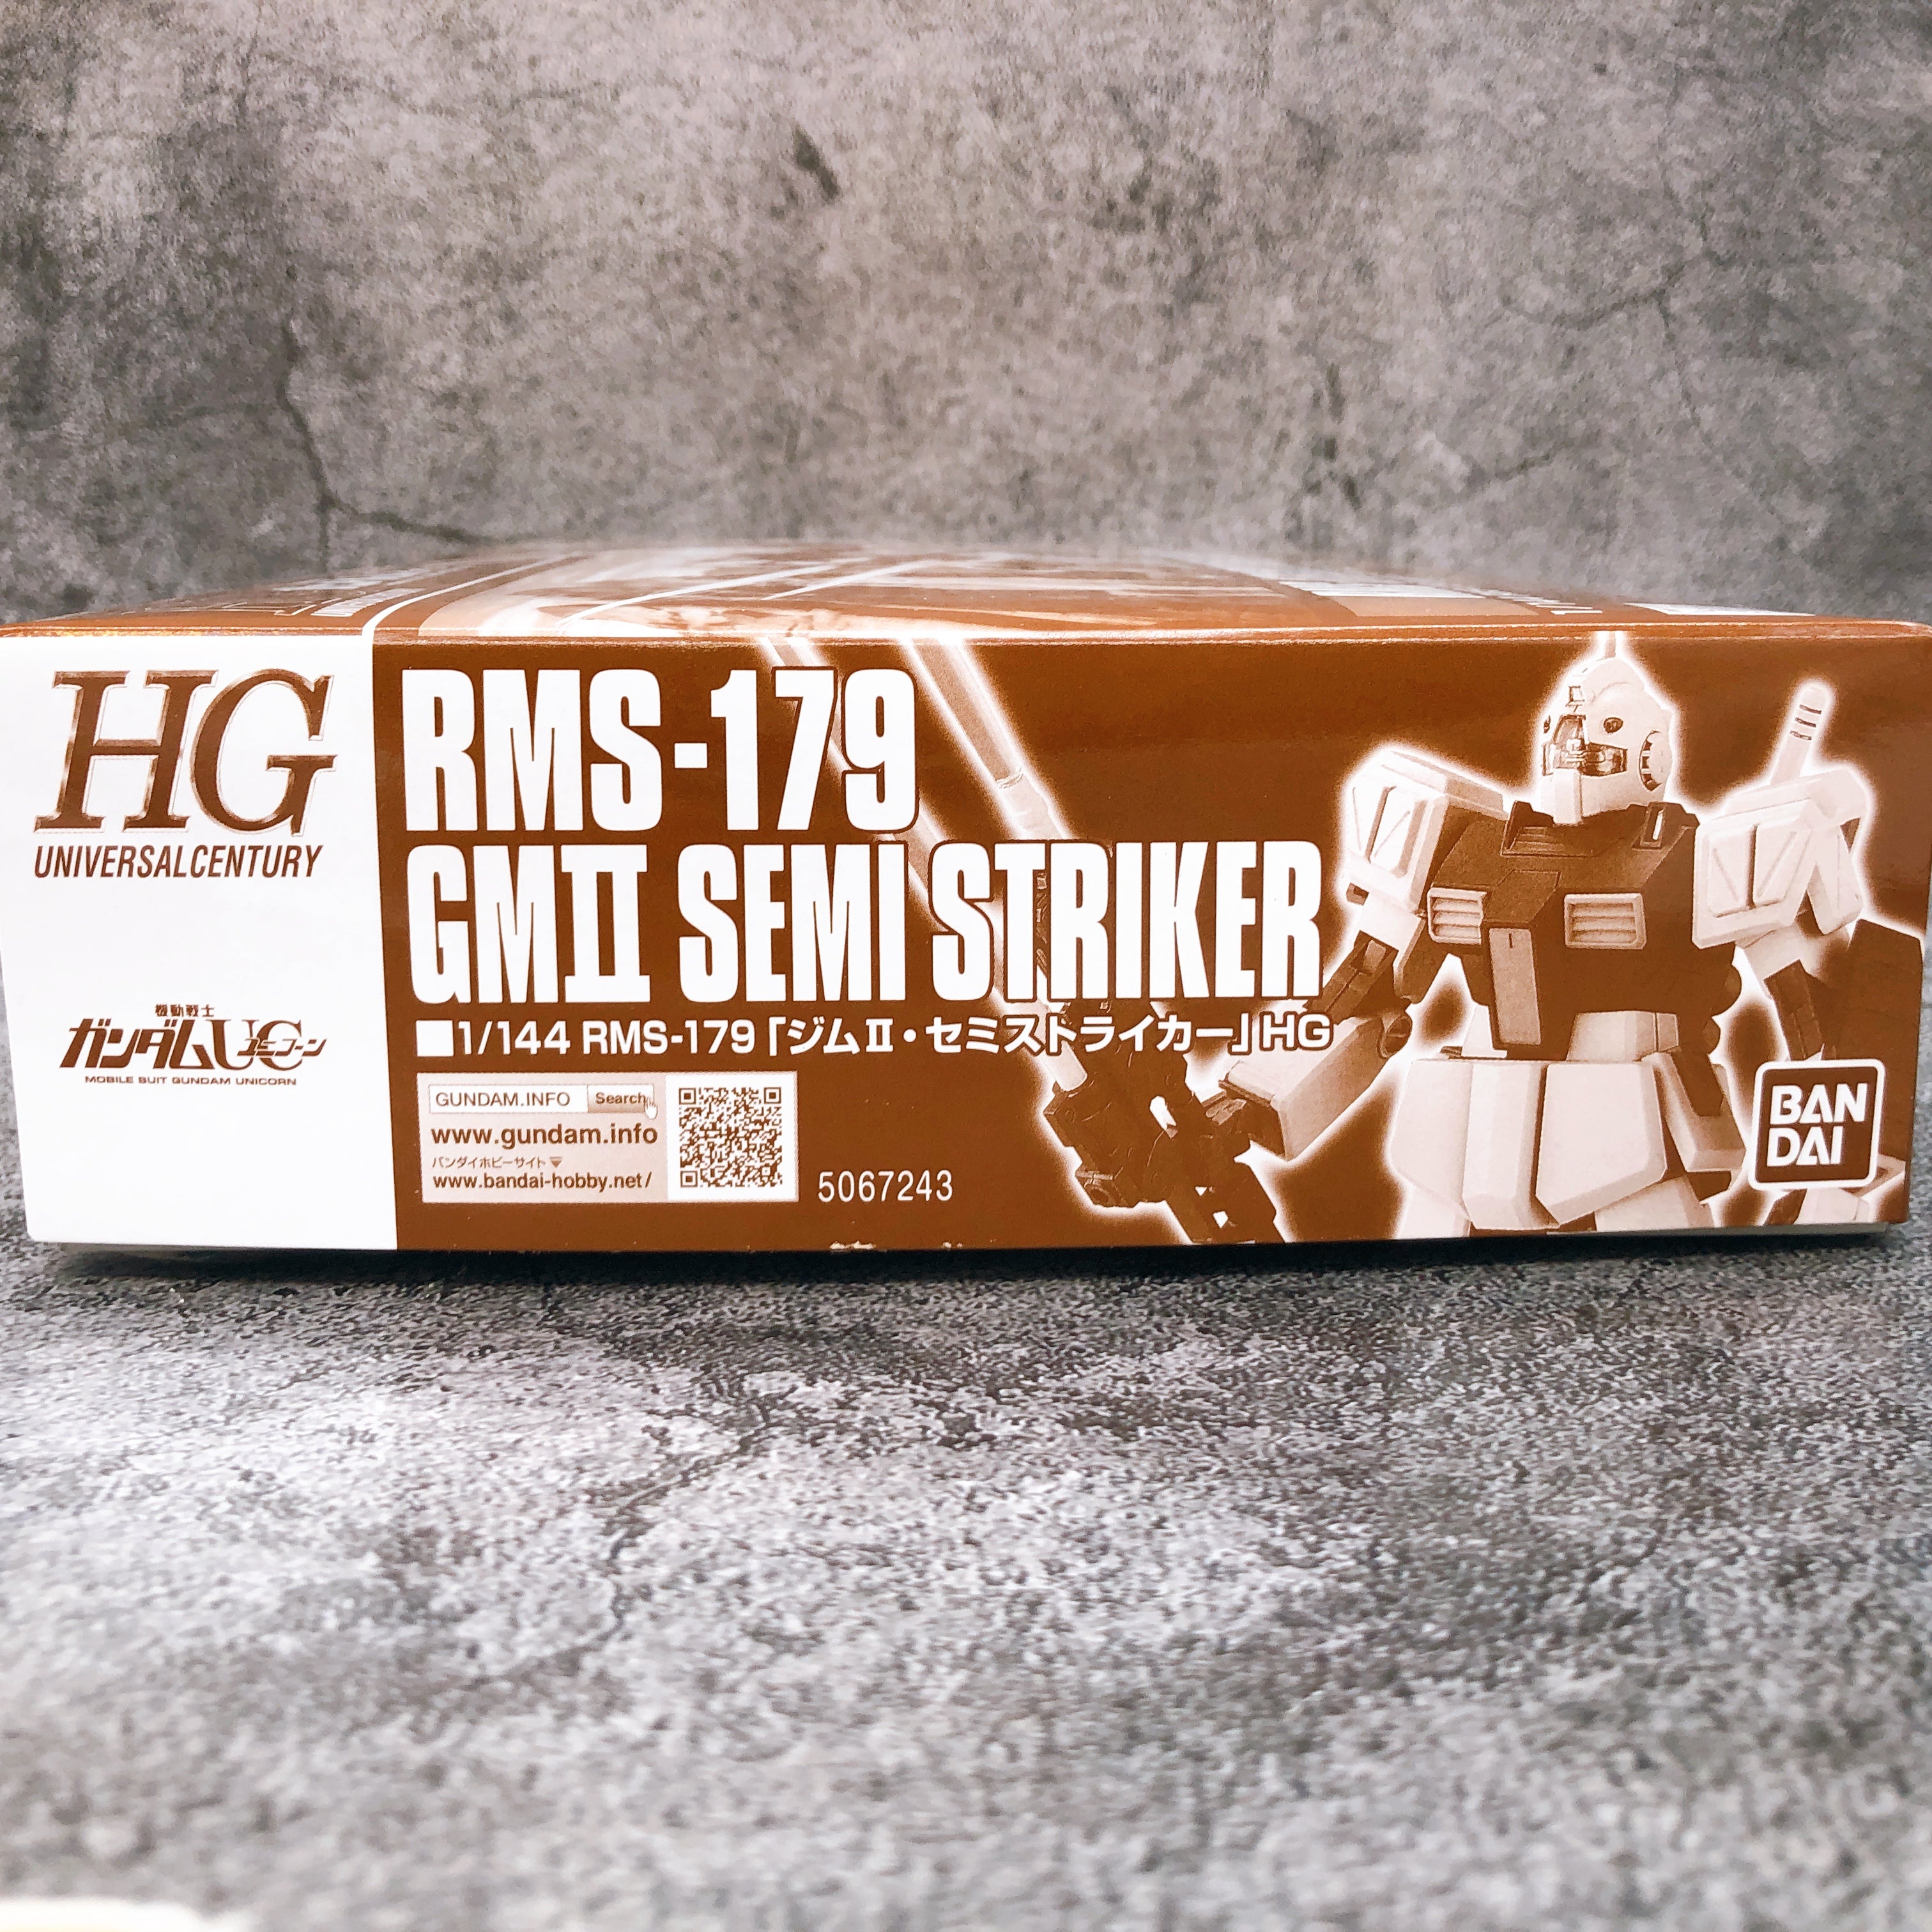 HG
UNIVERSALCENTURY
機動戦士
ガンダムUC
ユニコーン
MOBILE SUIT GUNDAM UNICORN
RMS-179
GMⅡ SEMI STRIKER
■1/144 RMS-179「ジムⅡ・セミストライカー」HG
GUNDAM.INFO Search
www.gundam.info
バンダイホビーサイト▼
www.bandai-hobby.net/
5067243
BAN
DAI